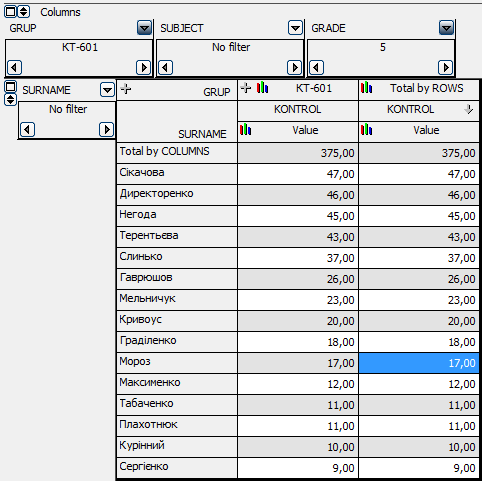 Columns
GRUP SUBJECT GRADE
КТ-601 No filter 5
SURNAME GRUP КТ-601 Total by ROWS
No filter KONTROL KONTROL
SURNAME Value Value
Total by COLUMNS 375,00 375,00
Сікачова 47,00 47,00
Директоренко 46,00 46,00
Негода 45,00 45,00
Терентьєва 43,00 43,00
Слинько 37,00 37,00
Гаврюшов 26,00 26,00
Мельничук 23,00 23,00
Кривоус 20,00 20,00
Граділенко 18,00 18,00
Мороз 17,00 17,00
Максименко 12,00 12,00
Табаченко 11,00 11,00
Плахотнюк 11,00 11,00
Курінний 10,00 10,00
Сергієнко 9,00 9,00